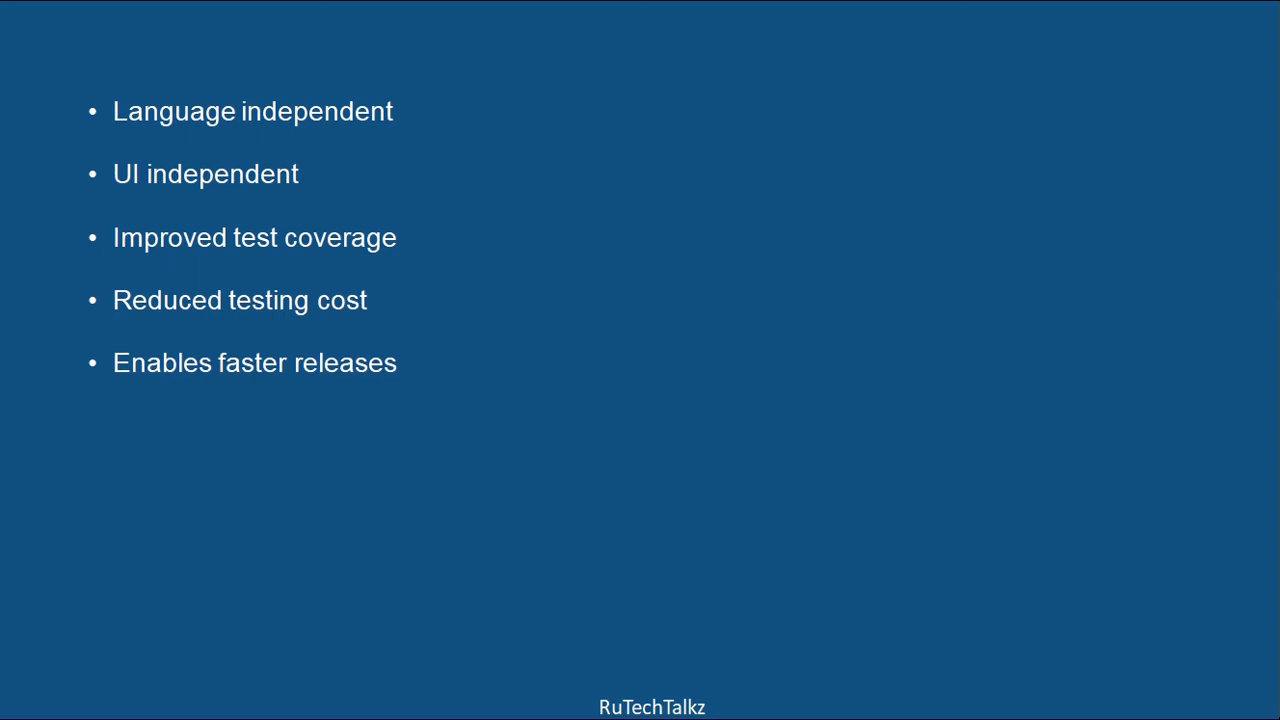 • Language independent
• UI independent
• Improved test coverage
• Reduced testing cost
• Enables faster releases
RuTechTalkz